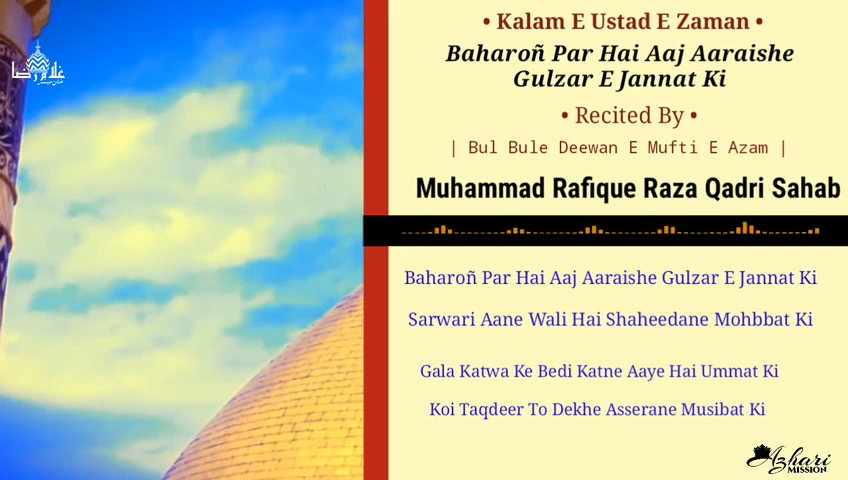 غلام رضا
• Kalam E Ustad E Zaman •
Baharoñ Par Hai Aaj Aaraishe
Gulzar E Jannat Ki
• Recited By •
| Bul Bule Deewan E Mufti E Azam |
Muhammad Rafique Raza Qadri Sahab
Baharoñ Par Hai Aaj Aaraishe Gulzar E Jannat Ki
Sarwari Aane Wali Hai Shaheedane Mohbbat Ki
Gala Katwa Ke Bedi Katne Aaye Hai Ummat Ki
Koi Taqdeer To Dekhe Asserane Musibat Ki
Azhari
MISSION